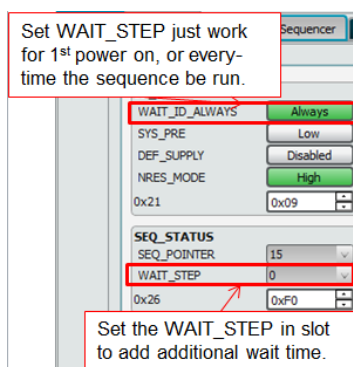 Set WAIT_STEP just work
for 1st power on, or every-
time the sequence be run.
Sequencer
WAIT_ID_ALWAYS Always
SYS_PRE Low
DEF_SUPPLY Disabled
NRES_MODE High
0x21 0x09
SEQ_STATUS
SEQ_POINTER 15
WAIT_STEP 0
0x26 0xF0
Set the WAIT_STEP in slot
to add additional wait time.